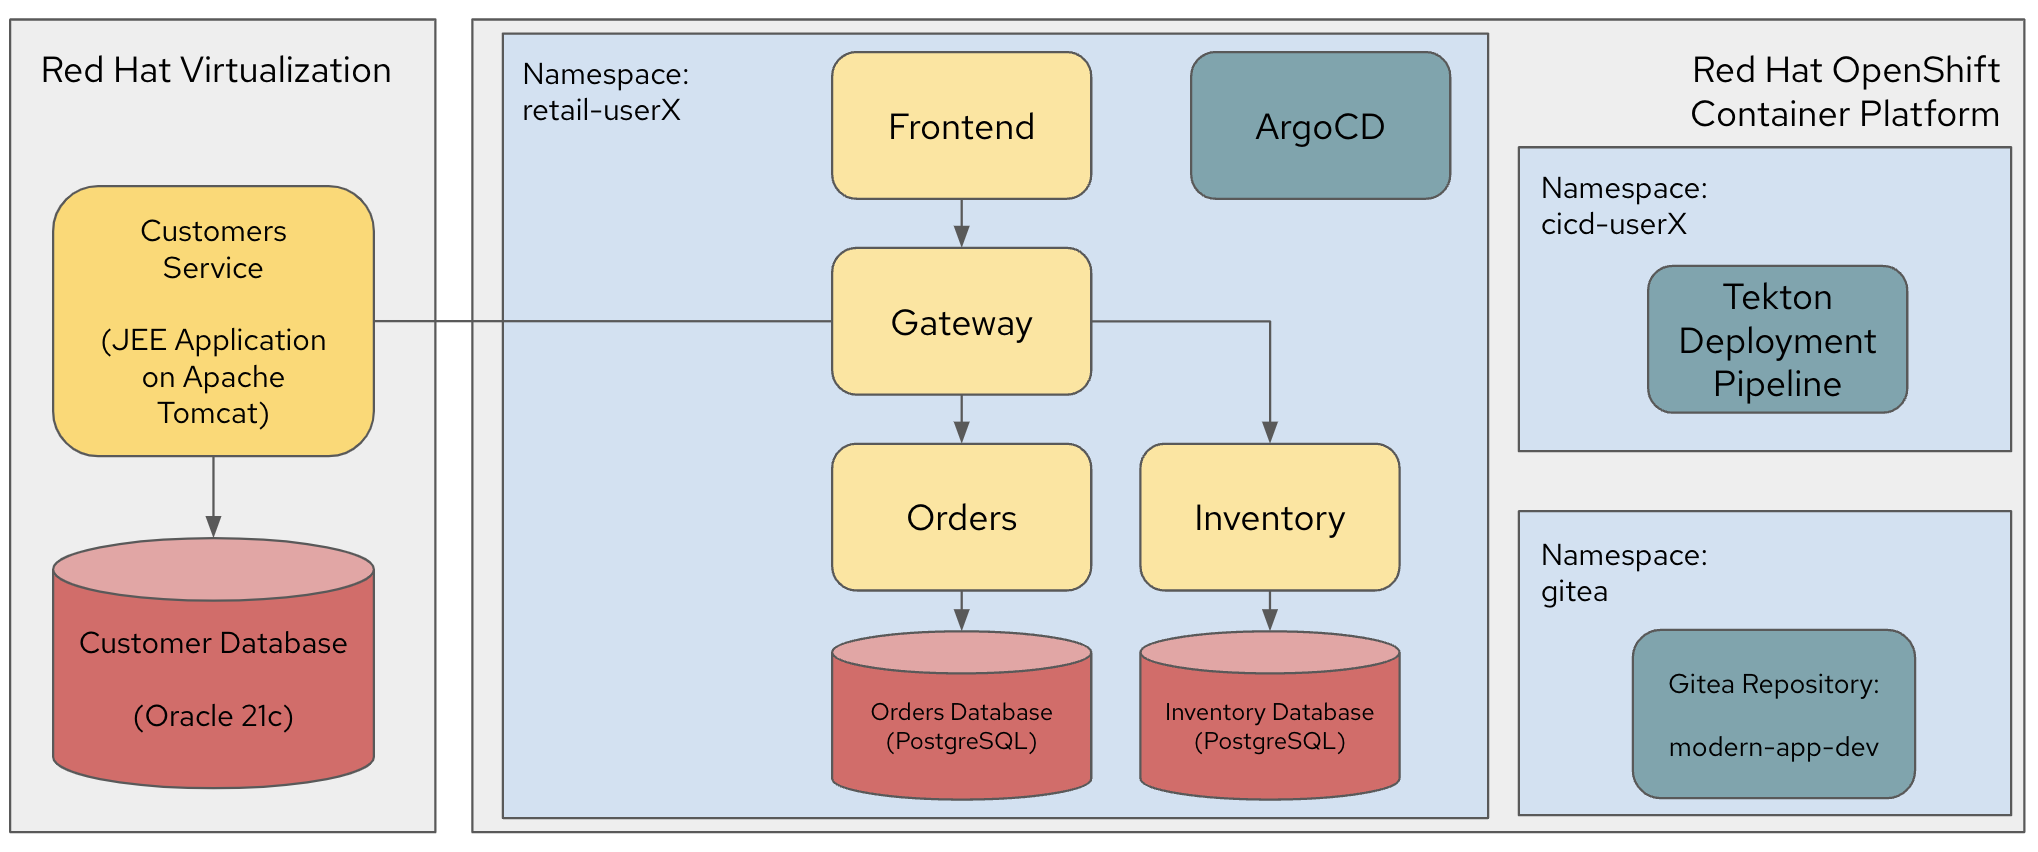 Red Hat Virtualization
Customers
Service
(JEE Application
on Apache
Tomcat)
Customer Database
(Oracle 21c)
Namespace:
retail-userX
Frontend
ArgoCD
Gateway
Orders
Inventory
Orders Database
(PostgreSQL)
Inventory Database
(PostgreSQL)
Red Hat OpenShift
Container Platform
Namespace:
cicd-userX
Tekton
Deployment
Pipeline
Namespace:
gitea
Gitea Repository:
modern-app-dev